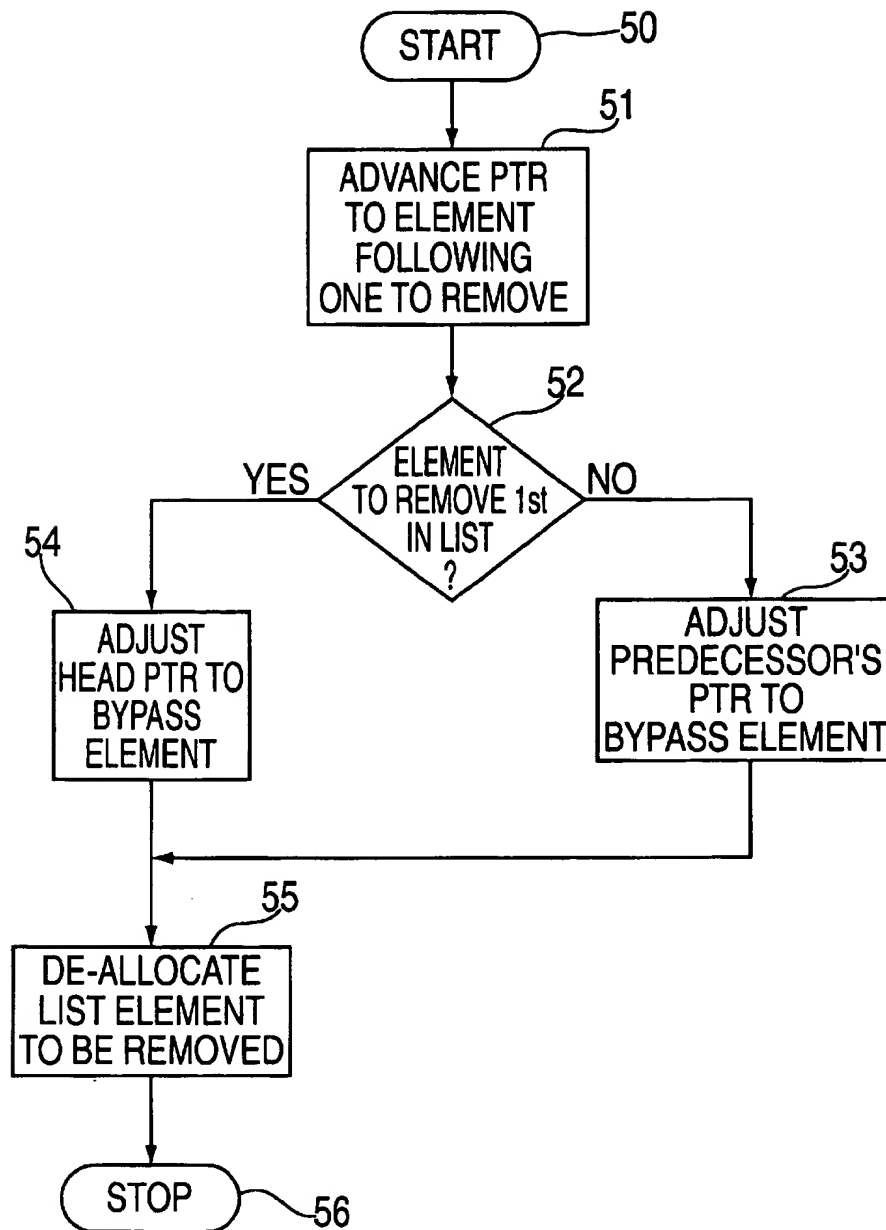 START
50
51
ADVANCE PTR
TO ELEMENT
FOLLOWING
ONE TO REMOVE
52
ELEMENT
TO REMOVE 1st
IN LIST
?
YES
NO
54
ADJUST
HEAD PTR TO
BYPASS
ELEMENT
53
ADJUST
PREDECESSOR'S
PTR TO
BYPASS ELEMENT
55
DE-ALLOCATE
LIST ELEMENT
TO BE REMOVED
STOP
56